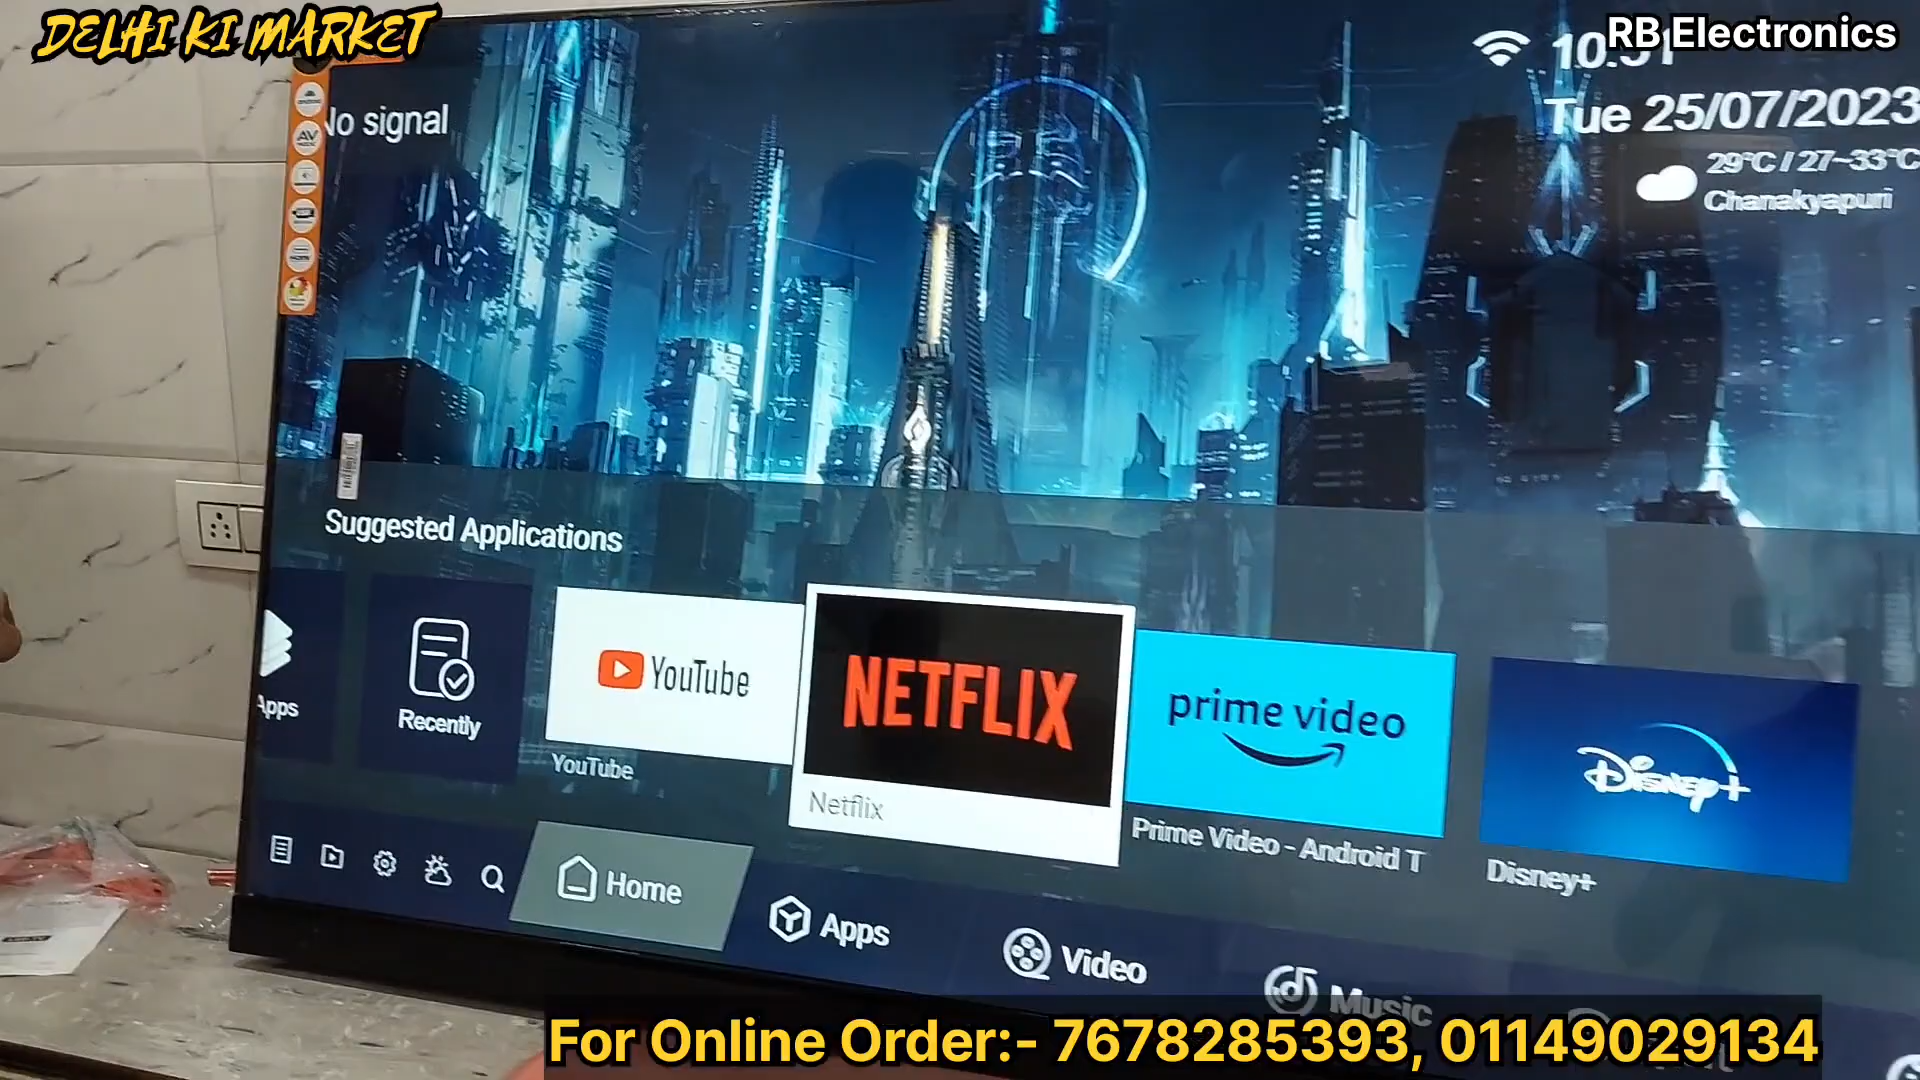 DELHI KI MARKET
RB Electronics
No signal
Tue 25/07/2023
29°C / 27~33°C
Chanakyapuri
Suggested Applications
Apps
Recently
YouTube
YouTube
NETFLIX
Netflix
prime video
Prime Video - Android T
Disney+
Disney+
Home
Apps
Video
Music
For Online Order:- 7678285393, 01149029134